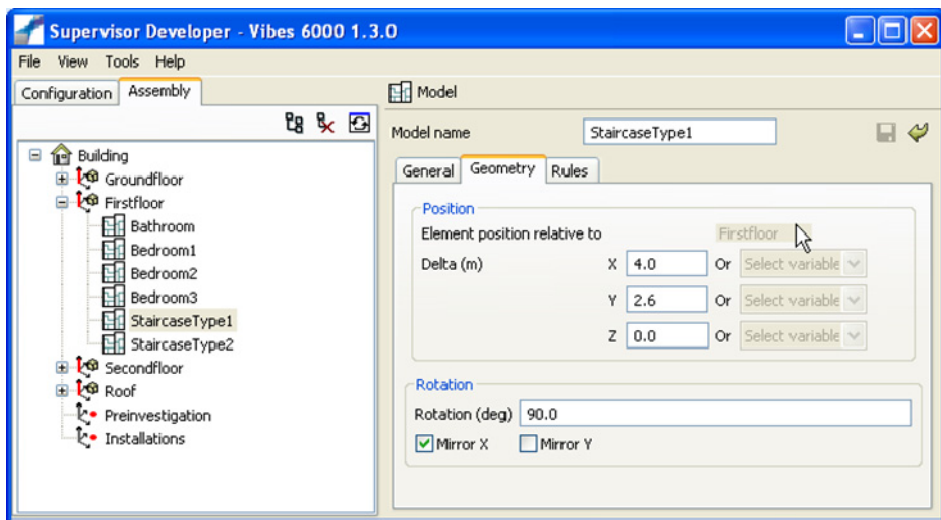 Supervisor Developer - Vibes 6000 1.3.0
File View Tools Help
Configuration Assembly
Building
Groundfloor
Firstfloor
Bathroom
Bedroom1
Bedroom2
Bedroom3
StaircaseType1
StaircaseType2
Secondfloor
Roof
Preinvestigation
Installations
Model
Model name StaircaseType1
General Geometry Rules
Position
Element position relative to Firstfloor
Delta (m) X 4.0 Or Select variable
Y 2.6 Or Select variable
Z 0.0 Or Select variable
Rotation
Rotation (deg) 90.0
Mirror X Mirror Y